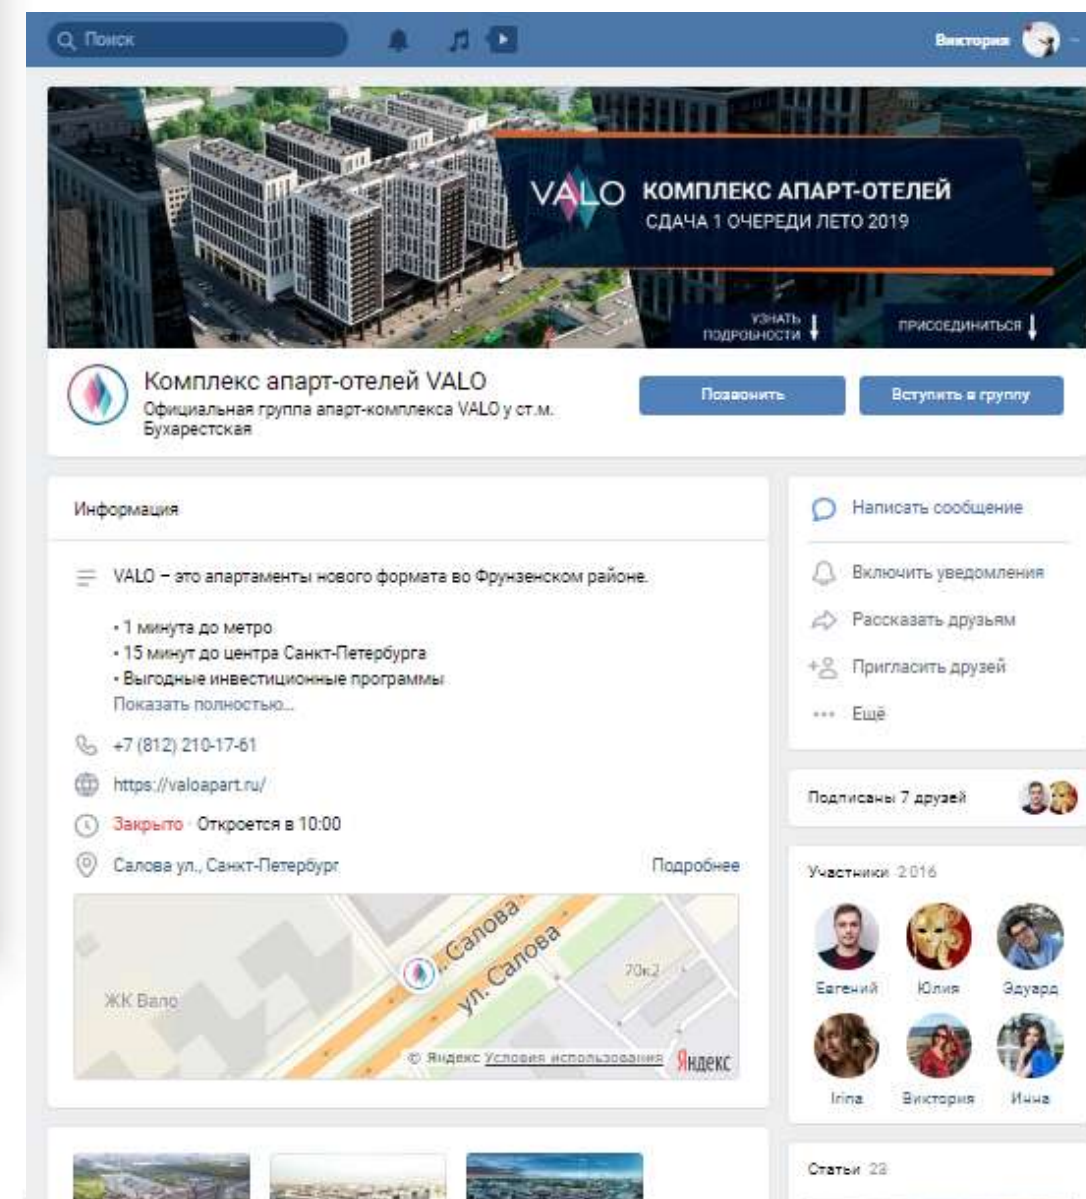 Поиск
Виктория
VALO КОМПЛЕКС АПАРТ-ОТЕЛЕЙ
СДАЧА 1 ОЧЕРЕДИ ЛЕТО 2019
УЗНАТЬ
ПОДРОБНОСТИ
ПРИСОЕДИНИТЬСЯ
Комплекс апарт-отелей VALO
Официальная группа апарт-комплекса VALO у ст.м.
Бухарестская
Позвонить
Вступить в группу
Информация
VALO – это апартаменты нового формата во Фрунзенском районе.
• 1 минута до метро
• 15 минут до центра Санкт-Петербурга
• Выгодные инвестиционные программы
Показать полностью...
+7 (812) 210-17-61
https://valoapart.ru/
Закрыто · Откроется в 10:00
Салова ул., Санкт-Петербург
Подробнее
ул. Салова
ул. Салова
70к2
ЖК Вало
© Яндекс Условия использования Яндекс
Написать сообщение
Включить уведомления
Рассказать друзьям
Пригласить друзей
Ещё
Подписаны 7 друзей
Участники 2 016
Евгений Юлия Эдуард
Irina Виктория Инна
Статьи 23